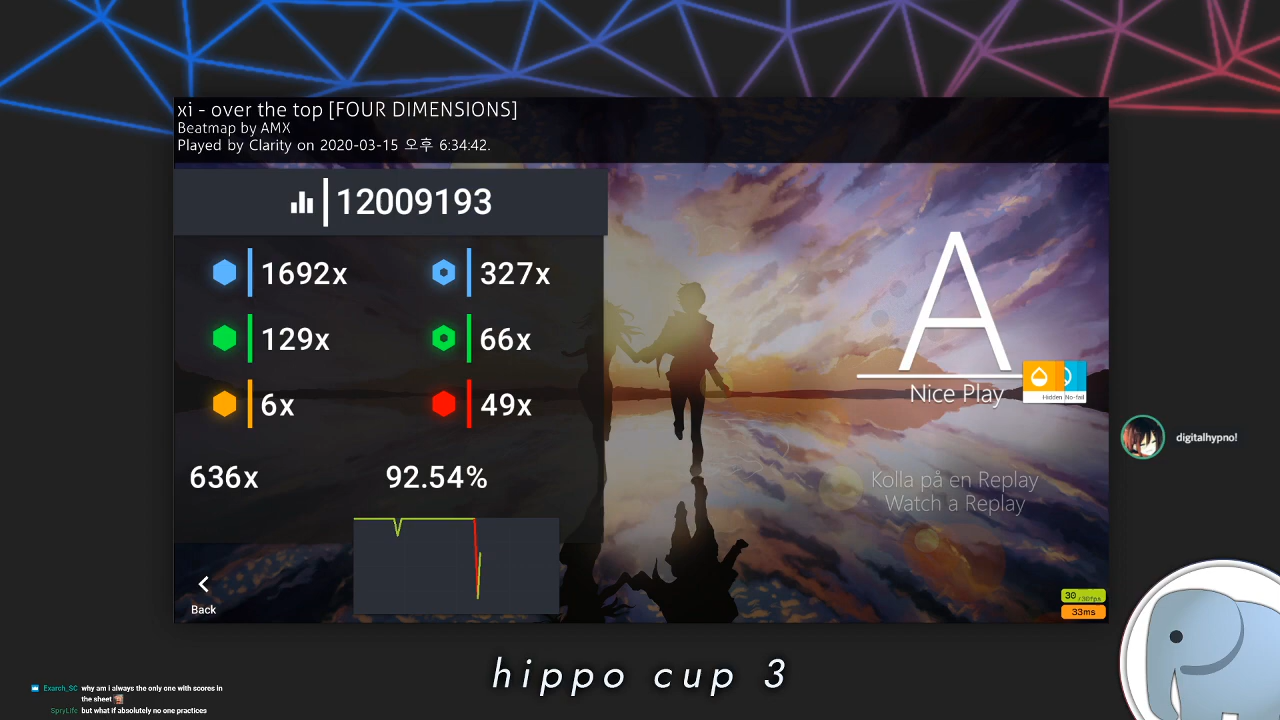 xi - over the top [FOUR DIMENSIONS]
Beatmap by AMX
Played by Clarity on 2020-03-15 오후 6:34:42.
12009193
1692x 327x
129x 66x
6x 49x
636x 92.54%
A
Nice Play
Hidden No-fail
Kolla på en Replay
Watch a Replay
Back
30 /30fps
33ms
digitalhypno!
hippo cup 3
Exarch_SC why am i always the only one with scores in
the sheet
SpryLife but what if absolutely no one practices